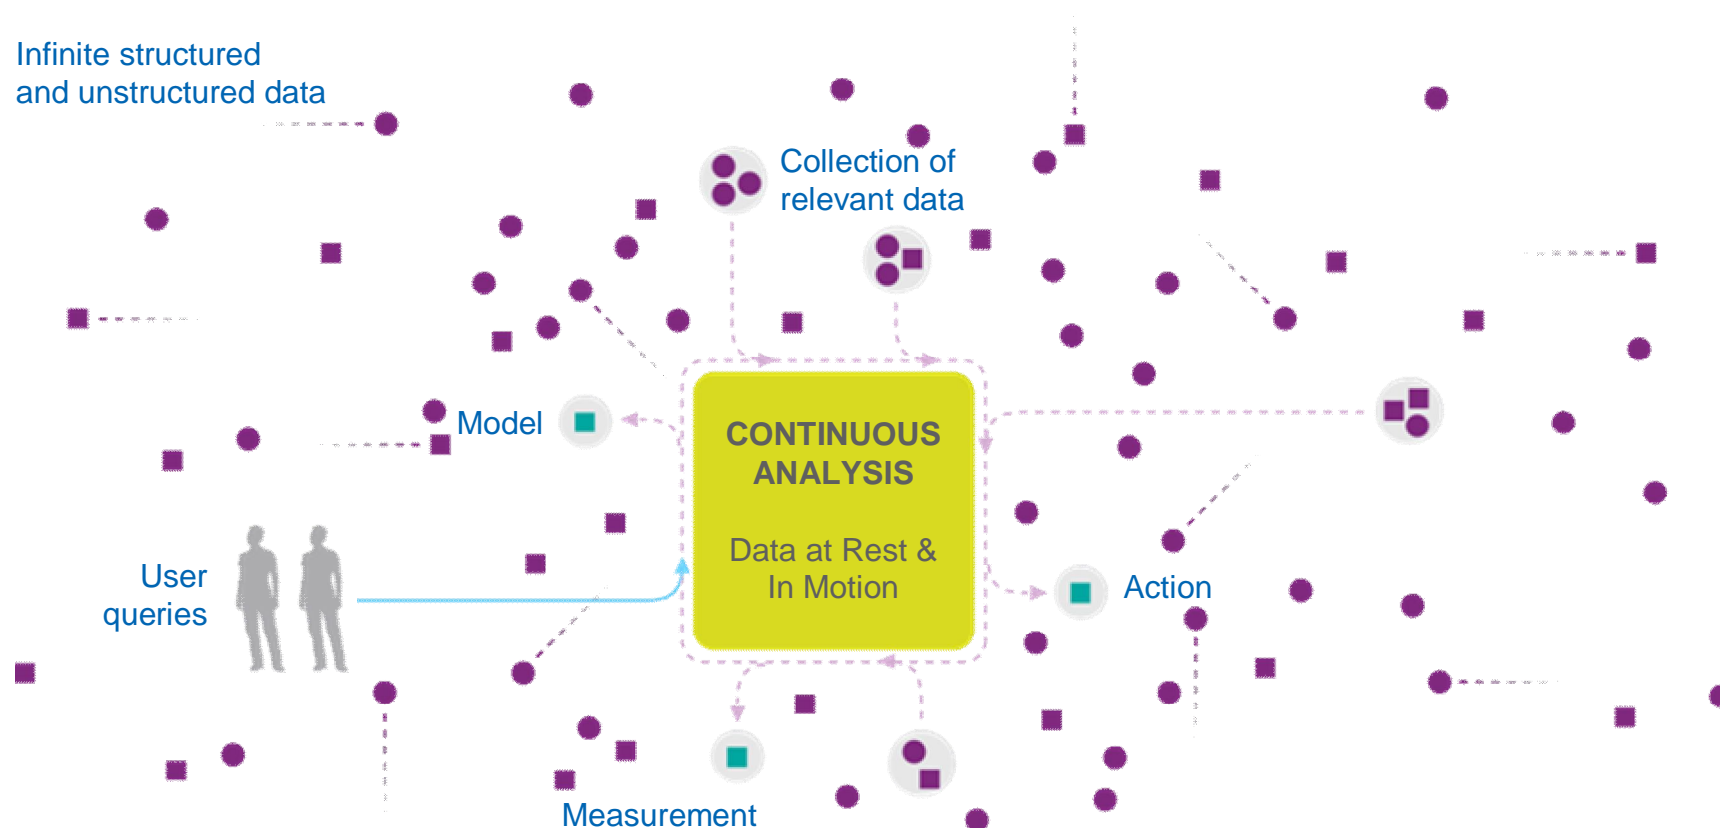 Infinite structured
and unstructured data
Collection of
relevant data
Model
CONTINUOUS
ANALYSIS
Data at Rest &
In Motion
User
queries
Action
Measurement